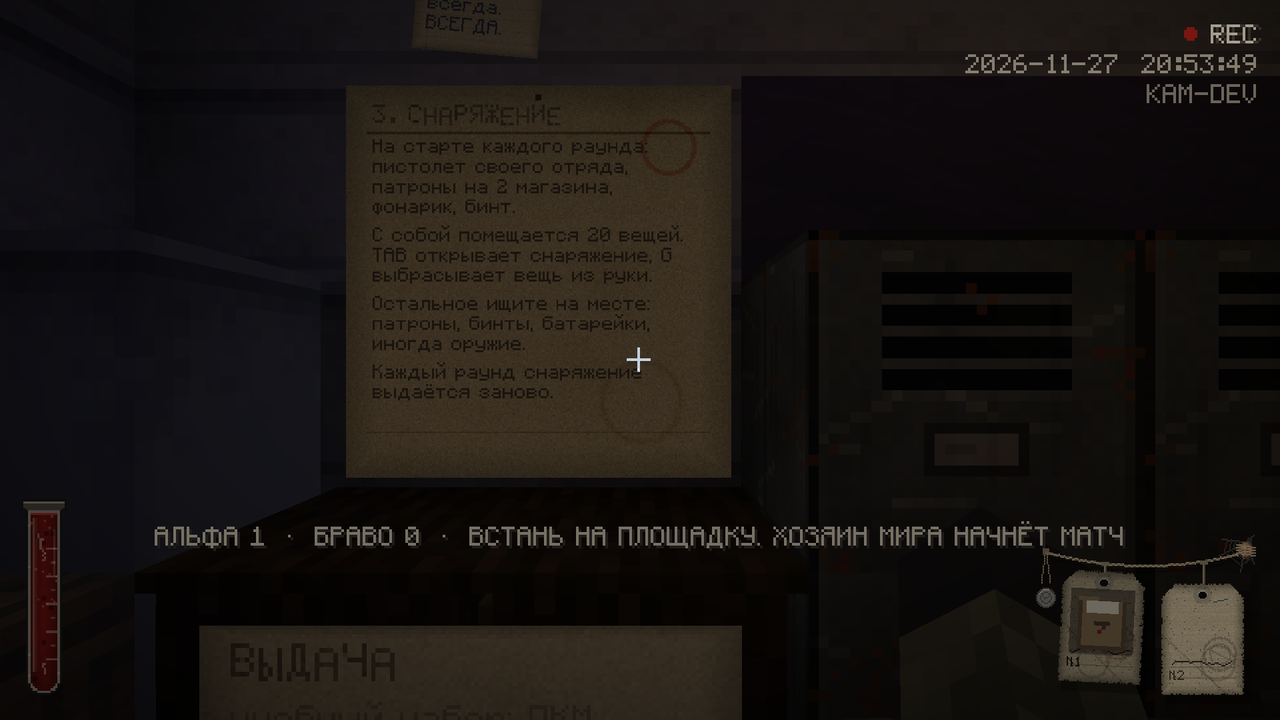 всегда.
ВСЕГДА.
REC
2026-11-27 20:53:49
KAM-DEV
3. СНАРЯЖЕНИЕ
На старте каждого раунда:
пистолет своего отряда,
патроны на 2 магазина,
фонарик, бинт.
С собой помещается 20 вещей.
TAB открывает снаряжение, G
выбрасывает вещь из руки.
Остальное ищите на месте:
патроны, бинты, батарейки,
иногда оружие.
Каждый раунд снаряжение
выдаётся заново.
АЛЬФА 1 · БРАВО 0 · ВСТАНЬ НА ПЛОЩАДКУ. ХОЗЯИН МИРА НАЧНЁТ МАТЧ
N1
N2
ВЫДАЧА
учебный набор: ПКМ